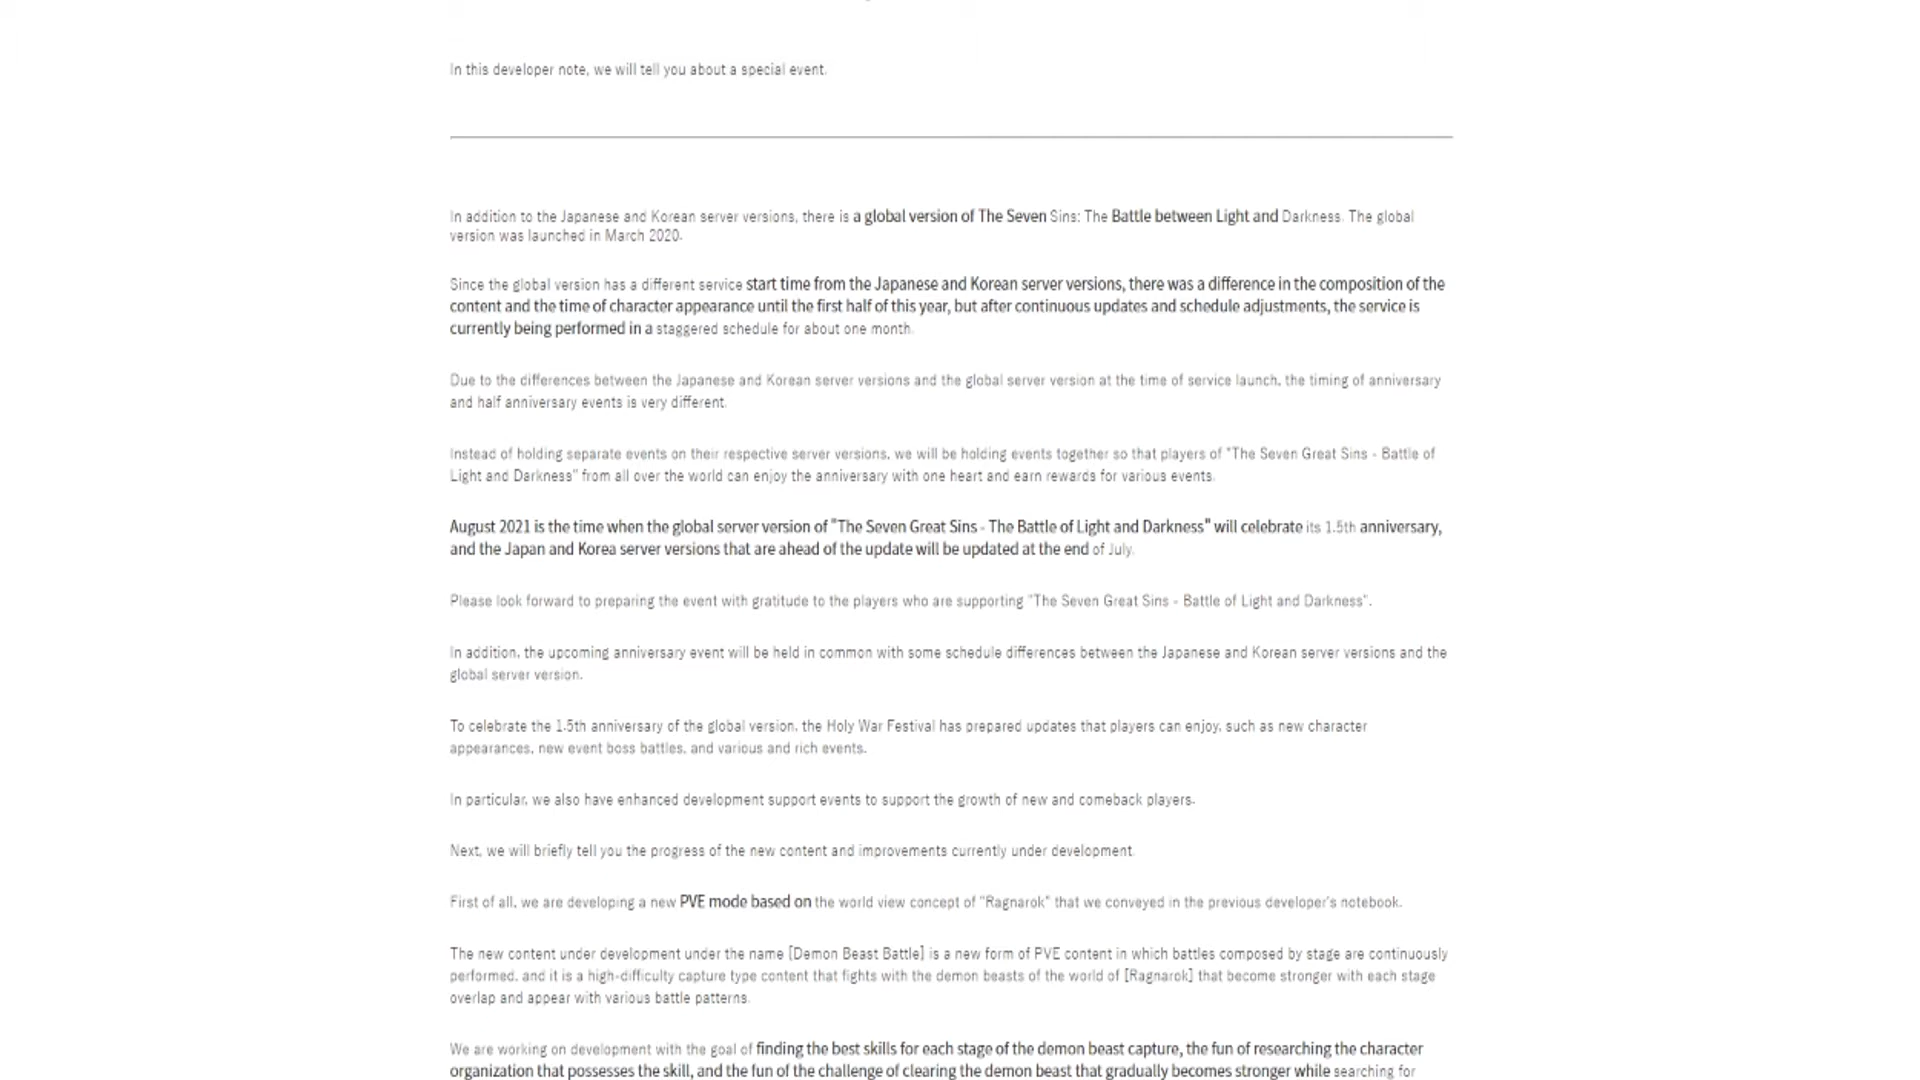 In this developer note, we will tell you about a special event.
In addition to the Japanese and Korean server versions, there is a global version of The Seven Sins: The Battle between Light and Darkness. The global
version was launched in March 2020.
Since the global version has a different service start time from the Japanese and Korean server versions, there was a difference in the composition of the
content and the time of character appearance until the first half of this year, but after continuous updates and schedule adjustments, the service is
currently being performed in a staggered schedule for about one month.
Due to the differences between the Japanese and Korean server versions and the global server version at the time of service launch, the timing of anniversary
and half anniversary events is very different.
Instead of holding separate events on their respective server versions, we will be holding events together so that players of "The Seven Great Sins - Battle of
Light and Darkness" from all over the world can enjoy the anniversary with one heart and earn rewards for various events.
August 2021 is the time when the global server version of "The Seven Great Sins - The Battle of Light and Darkness" will celebrate its 1.5th anniversary,
and the Japan and Korea server versions that are ahead of the update will be updated at the end of July.
Please look forward to preparing the event with gratitude to the players who are supporting "The Seven Great Sins - Battle of Light and Darkness".
In addition, the upcoming anniversary event will be held in common with some schedule differences between the Japanese and Korean server versions and the
global server version.
To celebrate the 1.5th anniversary of the global version, the Holy War Festival has prepared updates that players can enjoy, such as new character
appearances, new event boss battles, and various and rich events.
In particular, we also have enhanced development support events to support the growth of new and comeback players.
Next, we will briefly tell you the progress of the new content and improvements currently under development.
First of all, we are developing a new PVE mode based on the world view concept of "Ragnarok" that we conveyed in the previous developer's notebook.
The new content under development under the name [Demon Beast Battle] is a new form of PVE content in which battles composed by stage are continuously
performed, and it is a high-difficulty capture type content that fights with the demon beasts of the world of [Ragnarok] that become stronger with each stage
overlap and appear with various battle patterns.
We are working on development with the goal of finding the best skills for each stage of the demon beast capture, the fun of researching the character
organization that possesses the skill, and the fun of the challenge of clearing the demon beast that gradually becomes stronger while searching for